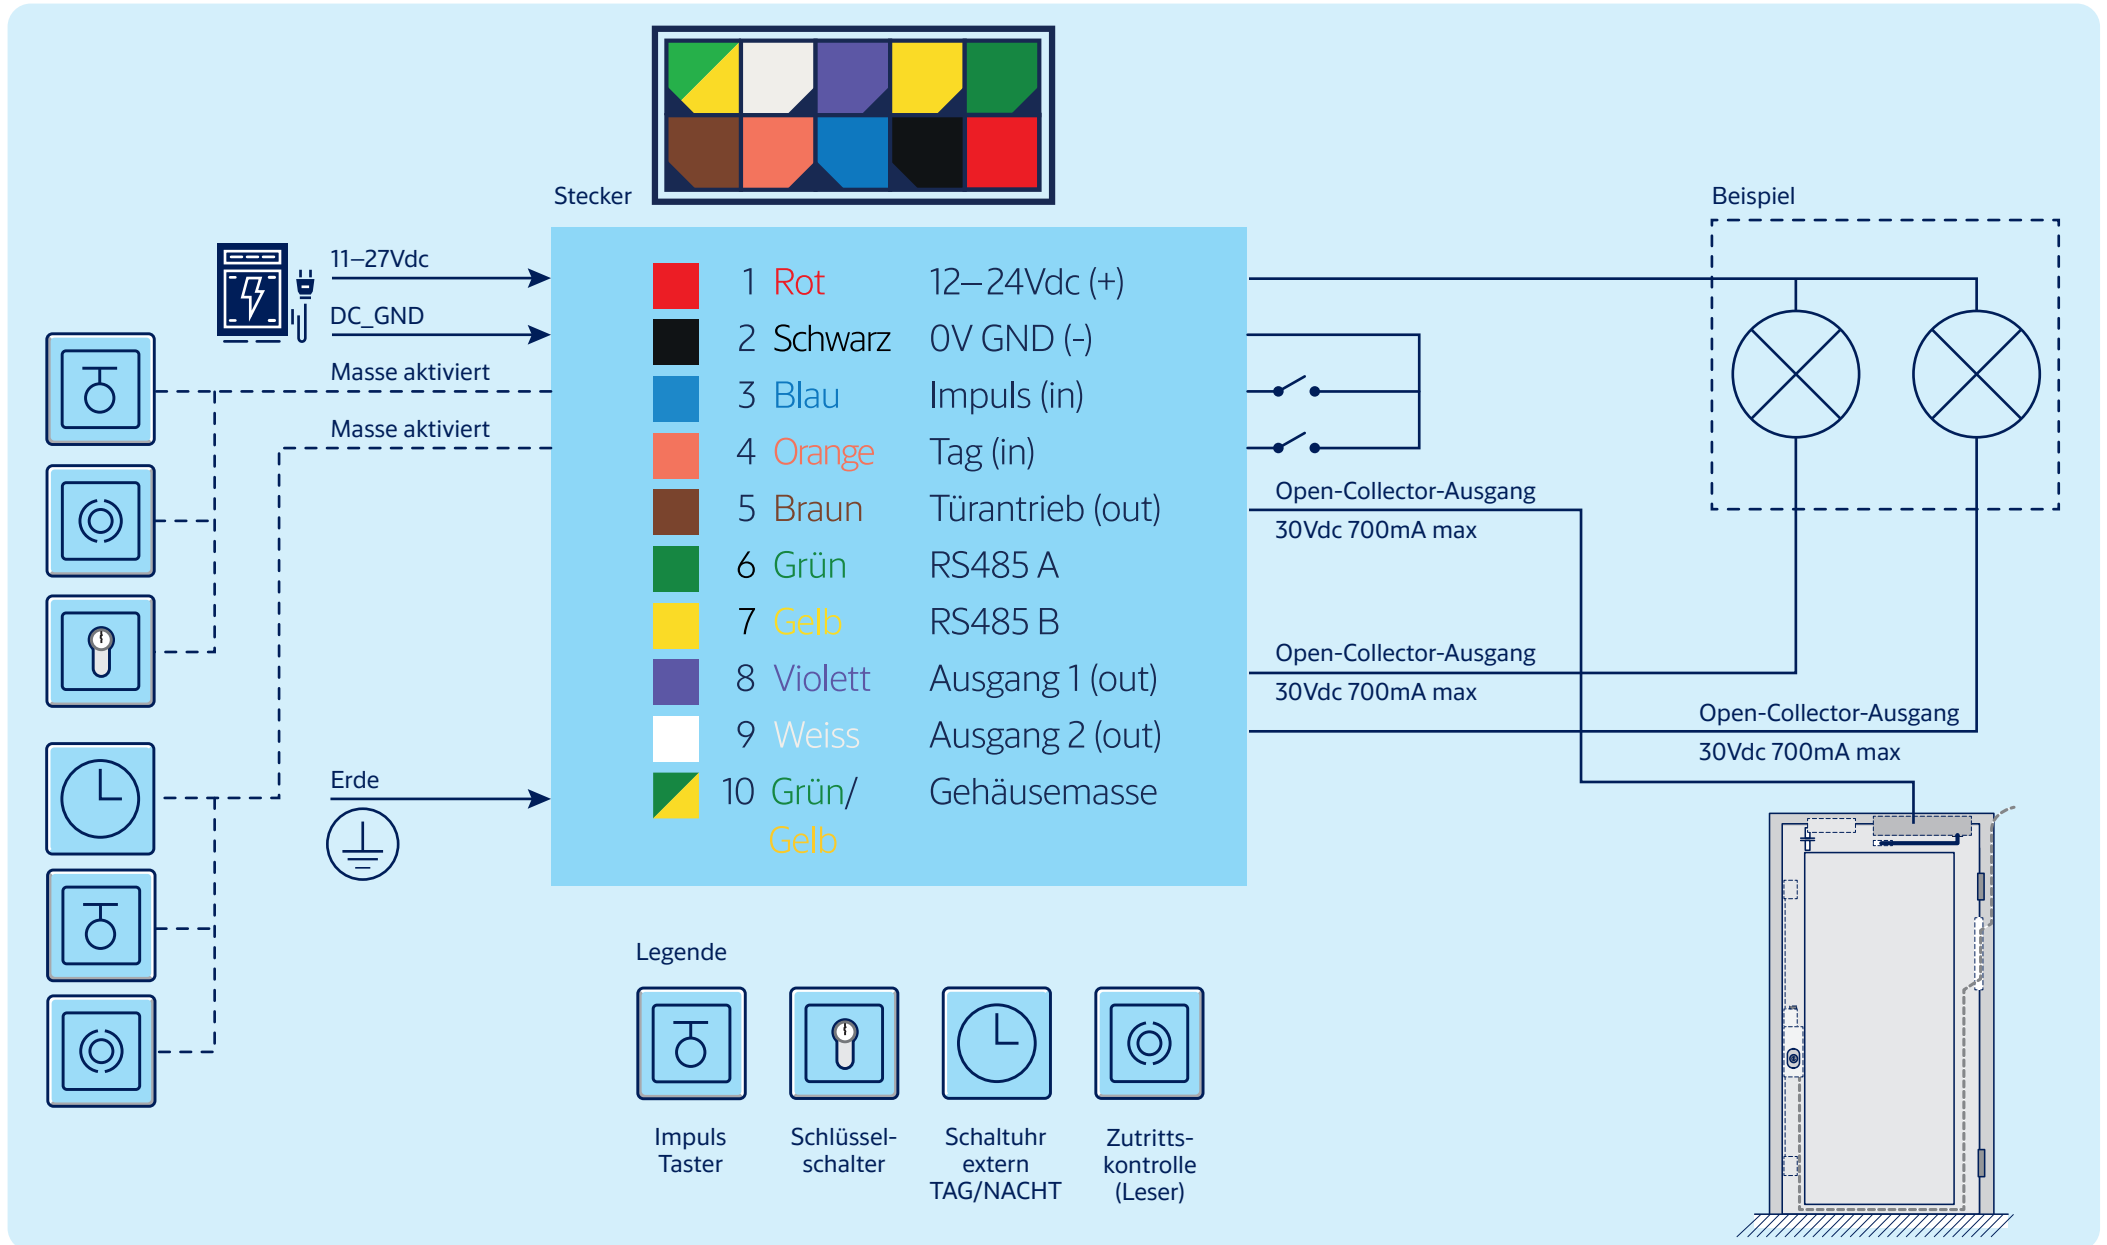 Stecker
Beispiel
11–27Vdc
DC_GND
Masse aktiviert
Masse aktiviert
Erde
1 Rot 12–24Vdc (+)
2 Schwarz 0V GND (-)
3 Blau Impuls (in)
4 Orange Tag (in)
5 Braun Türantrieb (out)
6 Grün RS485 A
7 Gelb RS485 B
8 Violett Ausgang 1 (out)
9 Weiss Ausgang 2 (out)
10 Grün/ Gehäusemasse
Gelb
Open-Collector-Ausgang
30Vdc 700mA max
Open-Collector-Ausgang
30Vdc 700mA max
Open-Collector-Ausgang
30Vdc 700mA max
Legende
Impuls
Taster
Schlüssel-
schalter
Schaltuhr
extern
TAG/NACHT
Zutritts-
kontrolle
(Leser)